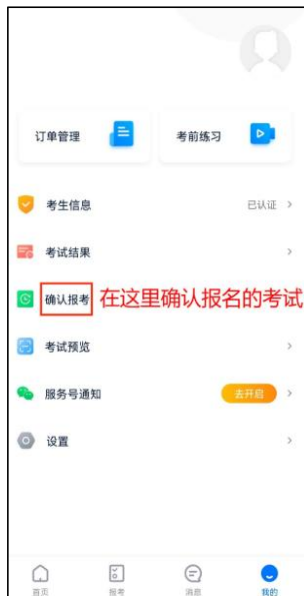 订单管理
考前练习
考生信息
已认证
考试结果
确认报考
在这里确认报名的考试
考试预览
服务号通知
去开启
设置
首页
报考
消息
我的